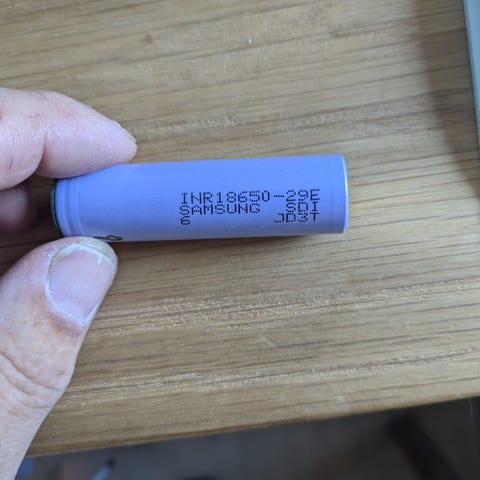 INR18650-29E
SAMSUNG SDI
6 JD3T